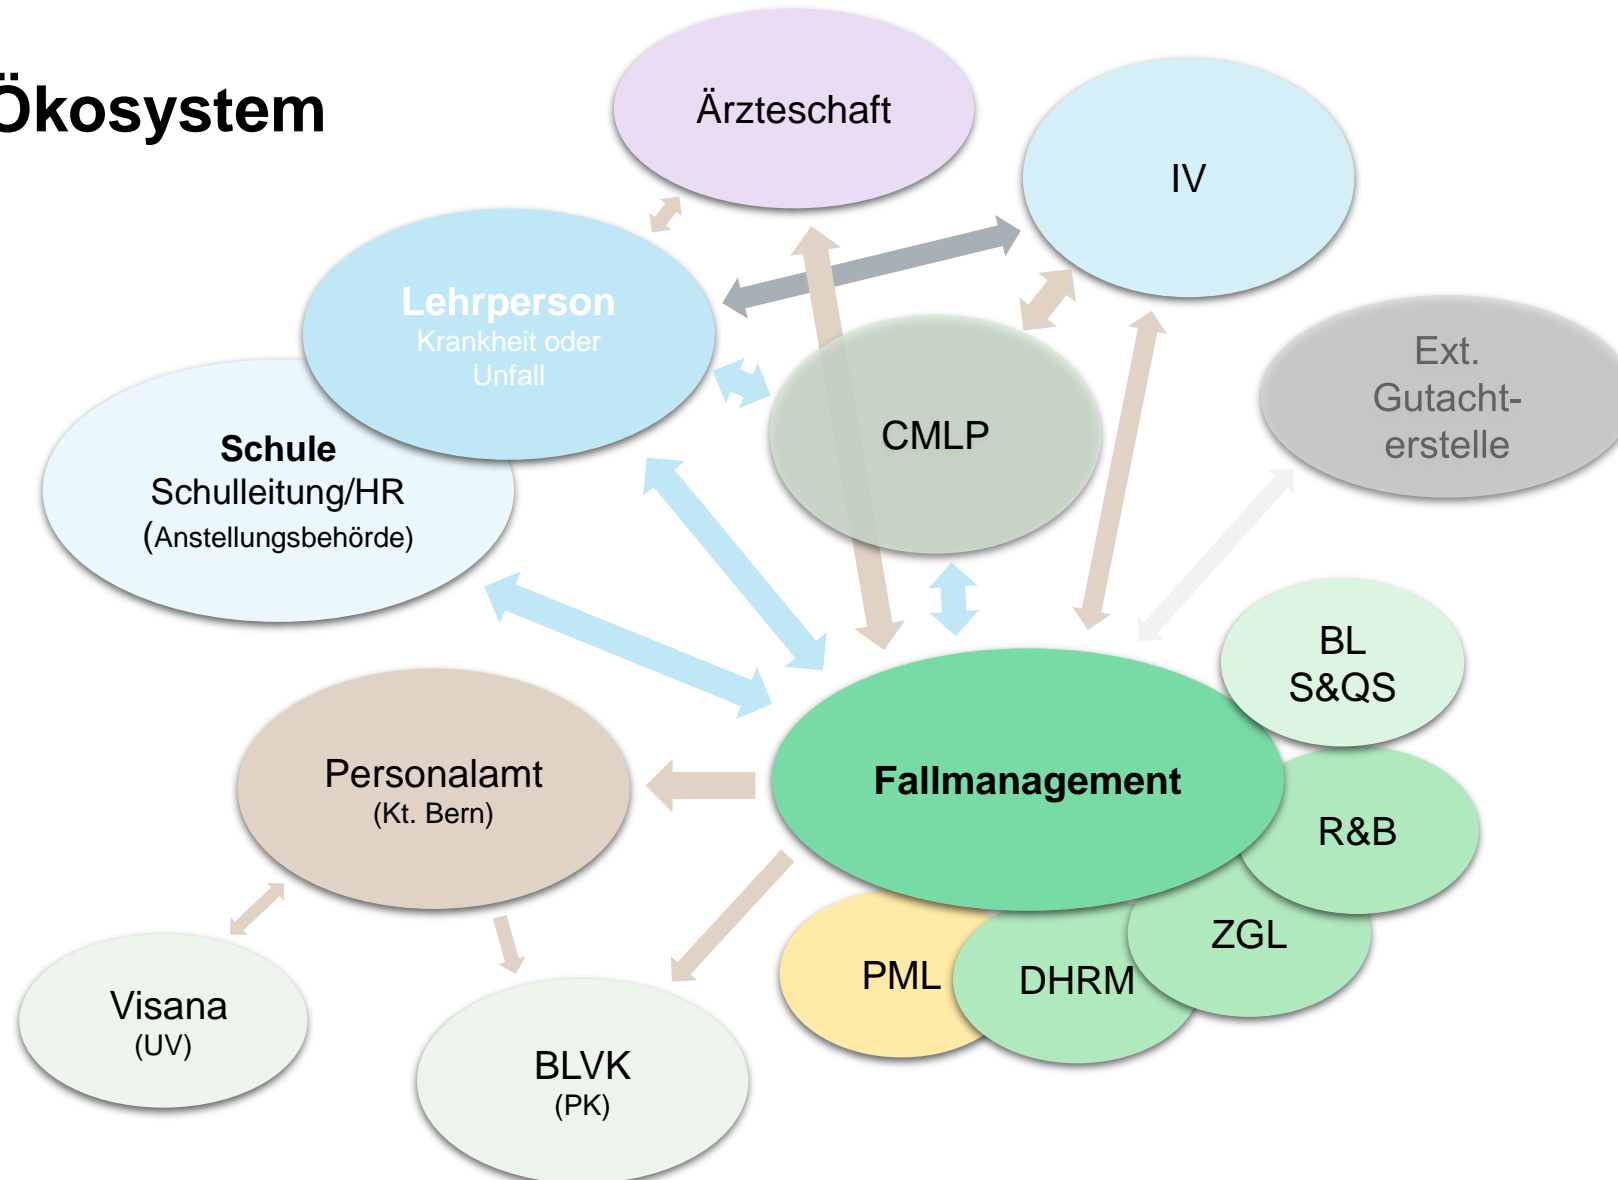 Ökosystem
Ärzteschaft
IV
Lehrperson
Krankheit oder
Unfall
Ext.
Gutacht-
erstelle
CMLP
Schule
Schulleitung/HR
(Anstellungsbehörde)
BL
S&QS
Personalamt
(Kt. Bern)
Fallmanagement
R&B
ZGL
PML
DHRM
Visana
(UV)
BLVK
(PK)